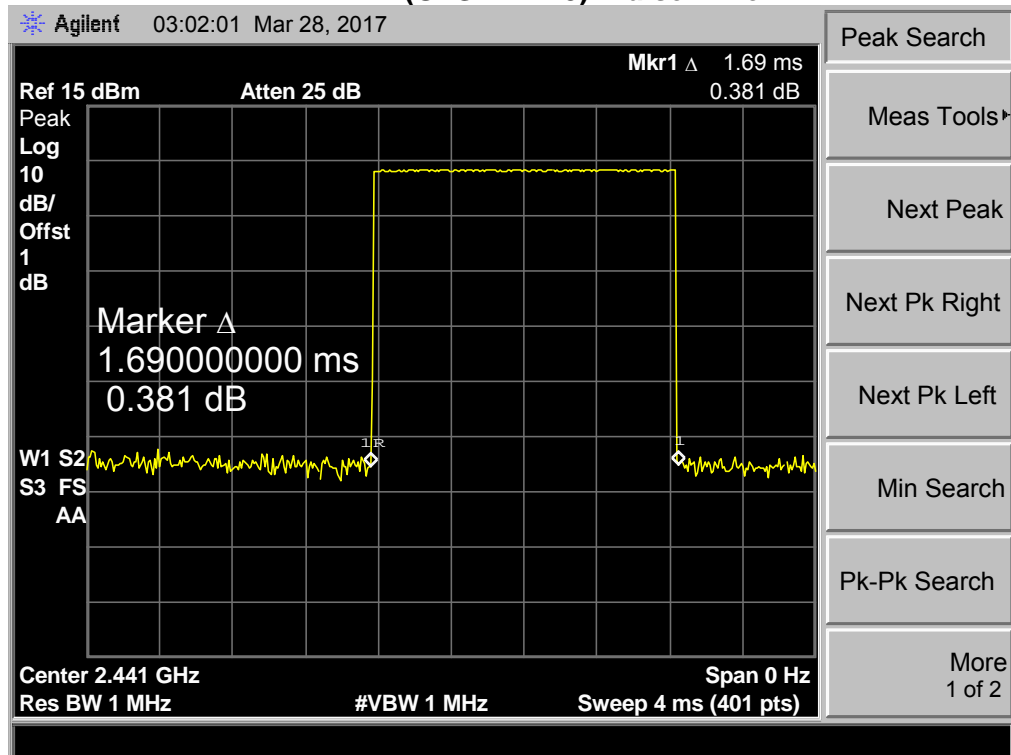 Agilent 03:02:01 Mar 28, 2017
Peak Search
Mkr1 Δ 1.69 ms
Ref 15 dBm Atten 25 dB 0.381 dB
Peak
Log
10
dB/
Offst
1
dB
Marker Δ
1.690000000 ms
0.381 dB
1R
1
W1 S2
S3 FS
AA
Center 2.441 GHz Span 0 Hz
Res BW 1 MHz #VBW 1 MHz Sweep 4 ms (401 pts)
Meas Tools
Next Peak
Next Pk Right
Next Pk Left
Min Search
Pk-Pk Search
More
1 of 2